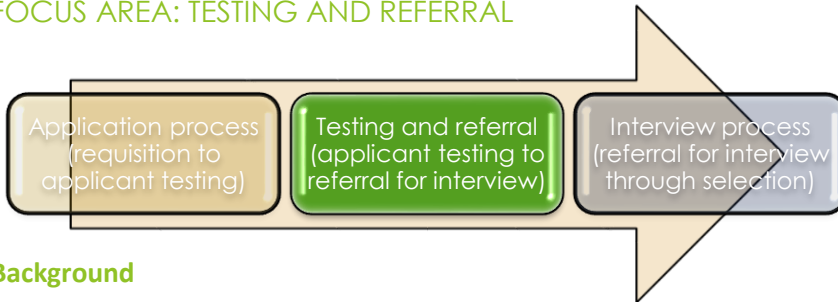 FOCUS AREA: TESTING AND REFERRAL
Application process
(requisition to
applicant testing)
Testing and referral
(applicant testing to
referral for interview)
Interview process
(referral for interview
through selection)
Background